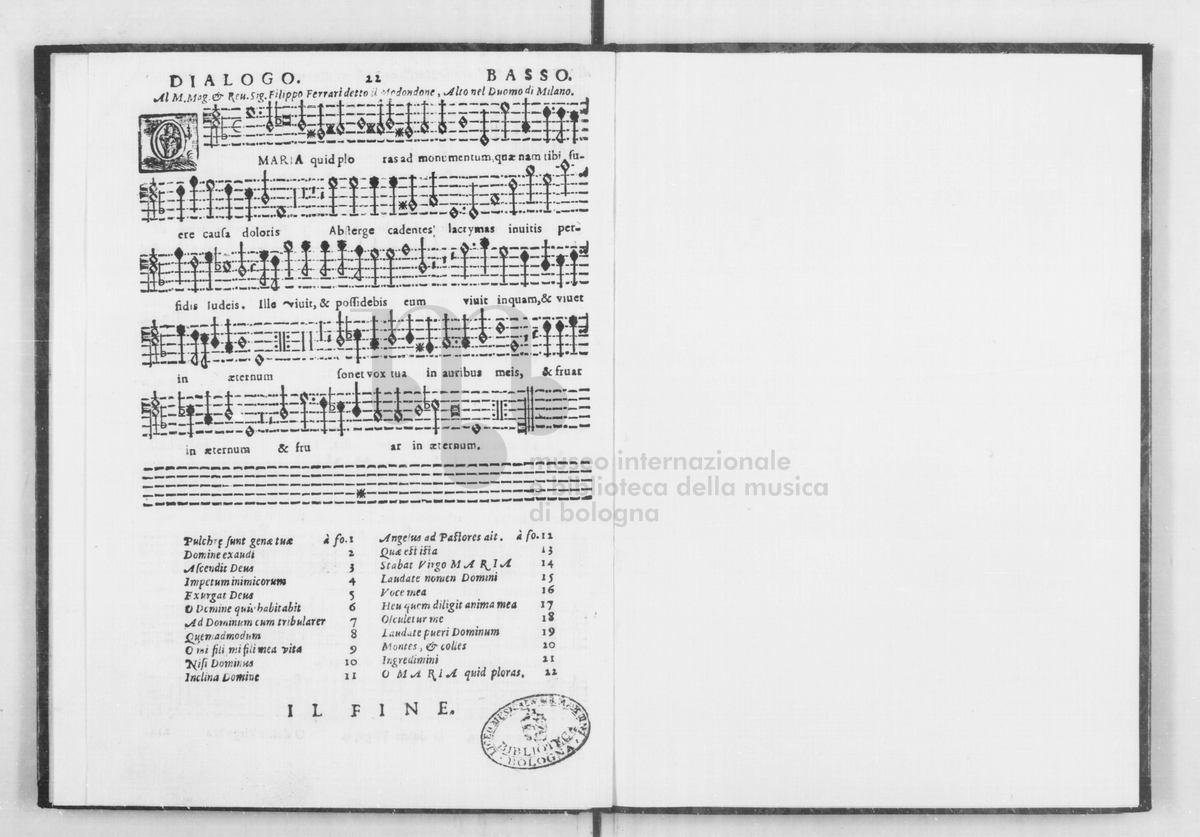 DIALOGO. 22 BASSO.
Al M. Mag. & Reu. Sig. Filippo Ferrari detto il Modondone, Alto nel Duomo di Milano.
O MARIA quid plo ras ad monumentum, quæ nam tibi fu-
ere causa doloris Absterge cadentes lacrymas inuitis per-
fidis Iudeis. Ille viuit, & possidebis eum viuit inquam, & viuet
in æternum sonet vox tua in auribus meis, & fruar
in æternum & fru ar in æternum.
Pulchrę sunt genæ tuæ à fo. 1
Domine exaudi 2
Ascendit Deus 3
Impetum inimicorum 4
Exurgat Deus 5
O Domine quis habitabit 6
Ad Dominum cum tribularer 7
Quemadmodum 8
O mi fili mi fili mea vita 9
Nisi Dominus 10
Inclina Domine 11
Angelus ad Pastores ait. à fo. 12
Quæ est ista 13
Stabat Virgo MARIA 14
Laudate nomen Domini 15
Voce mea 16
Heu quem diligit anima mea 17
Osculetur me 18
Laudate pueri Dominum 19
Montes, & colles 20
Ingredimini 21
O MARIA quid ploras. 22
IL FINE.
BIBLIOTECA
BOLOGNA
museo internazionale
e biblioteca della musica
di bologna